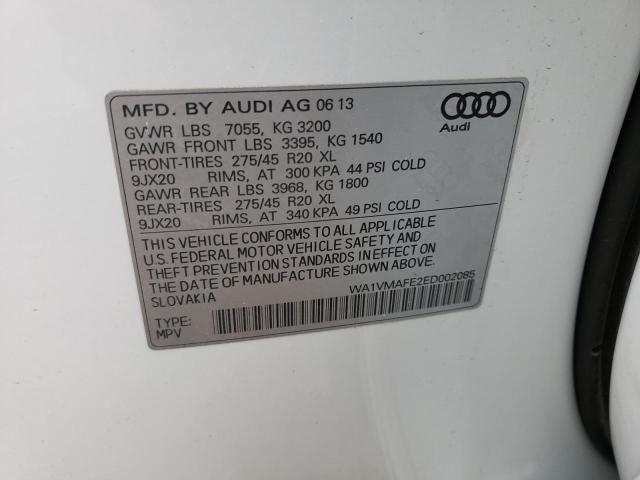 MFD. BY AUDI AG 06 13
Audi
GVWR LBS 7055, KG 3200
GAWR FRONT LBS 3395, KG 1540
FRONT-TIRES 275/45 R20 XL
9JX20 RIMS, AT 300 KPA 44 PSI COLD
GAWR REAR LBS 3968, KG 1800
REAR-TIRES 275/45 R20 XL
9JX20 RIMS, AT 340 KPA 49 PSI COLD
THIS VEHICLE CONFORMS TO ALL APPLICABLE
U.S. FEDERAL MOTOR VEHICLE SAFETY AND
THEFT PREVENTION STANDARDS IN EFFECT ON
THE DATE OF MANUFACTURE SHOWN ABOVE.
SLOVAKIA
WA1VMAFE2ED002085
TYPE:
MPV